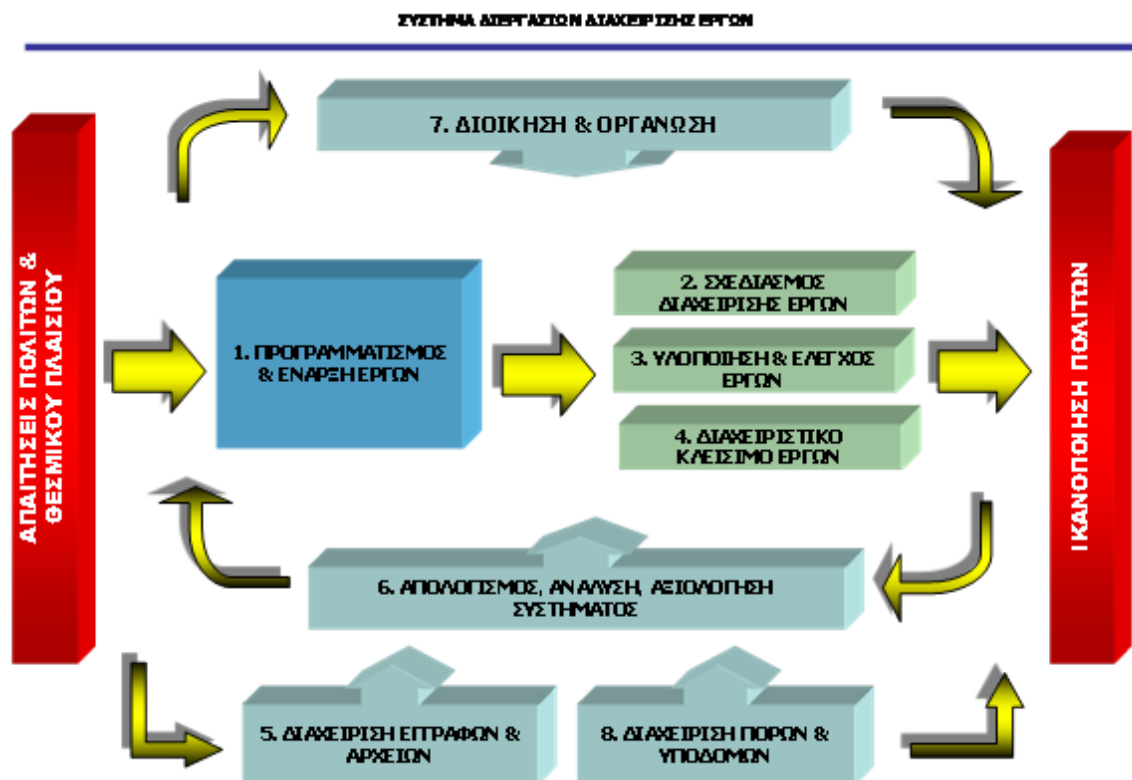 ΣΥΣΤΗΜΑ ΔΙΕΡΓΑΣΙΩΝ ΔΙΑΧΕΙΡΙΣΗΣ ΕΡΓΩΝ
7. ΔΙΟΙΚΗΣΗ & ΟΡΓΑΝΩΣΗ
ΑΠΑΙΤΗΣΕΙΣ ΠΟΛΙΤΩΝ &
ΘΕΣΜΙΚΟΥ ΠΛΑΙΣΙΟΥ
1. ΠΡΟΓΡΑΜΜΑΤΙΣΜΟΣ
& ΕΝΑΡΞΗ ΕΡΓΩΝ
2. ΣΧΕΔΙΑΣΜΟΣ
ΔΙΑΧΕΙΡΙΣΗΣ ΕΡΓΩΝ
3. ΥΛΟΠΟΙΗΣΗ & ΕΛΕΓΧΟΣ
ΕΡΓΩΝ
4. ΔΙΑΧΕΙΡΙΣΤΙΚΟ
ΚΛΕΙΣΙΜΟ ΕΡΓΩΝ
ΙΚΑΝΟΠΟΙΗΣΗ ΠΟΛΙΤΩΝ
6. ΑΠΟΛΟΓΙΣΜΟΣ, ΑΝΑΛΥΣΗ, ΑΞΙΟΛΟΓΗΣΗ
ΣΥΣΤΗΜΑΤΟΣ
5. ΔΙΑΧΕΙΡΙΣΗ ΕΓΓΡΑΦΩΝ &
ΑΡΧΕΙΩΝ
8. ΔΙΑΧΕΙΡΙΣΗ ΠΟΡΩΝ &
ΥΠΟΔΟΜΩΝ